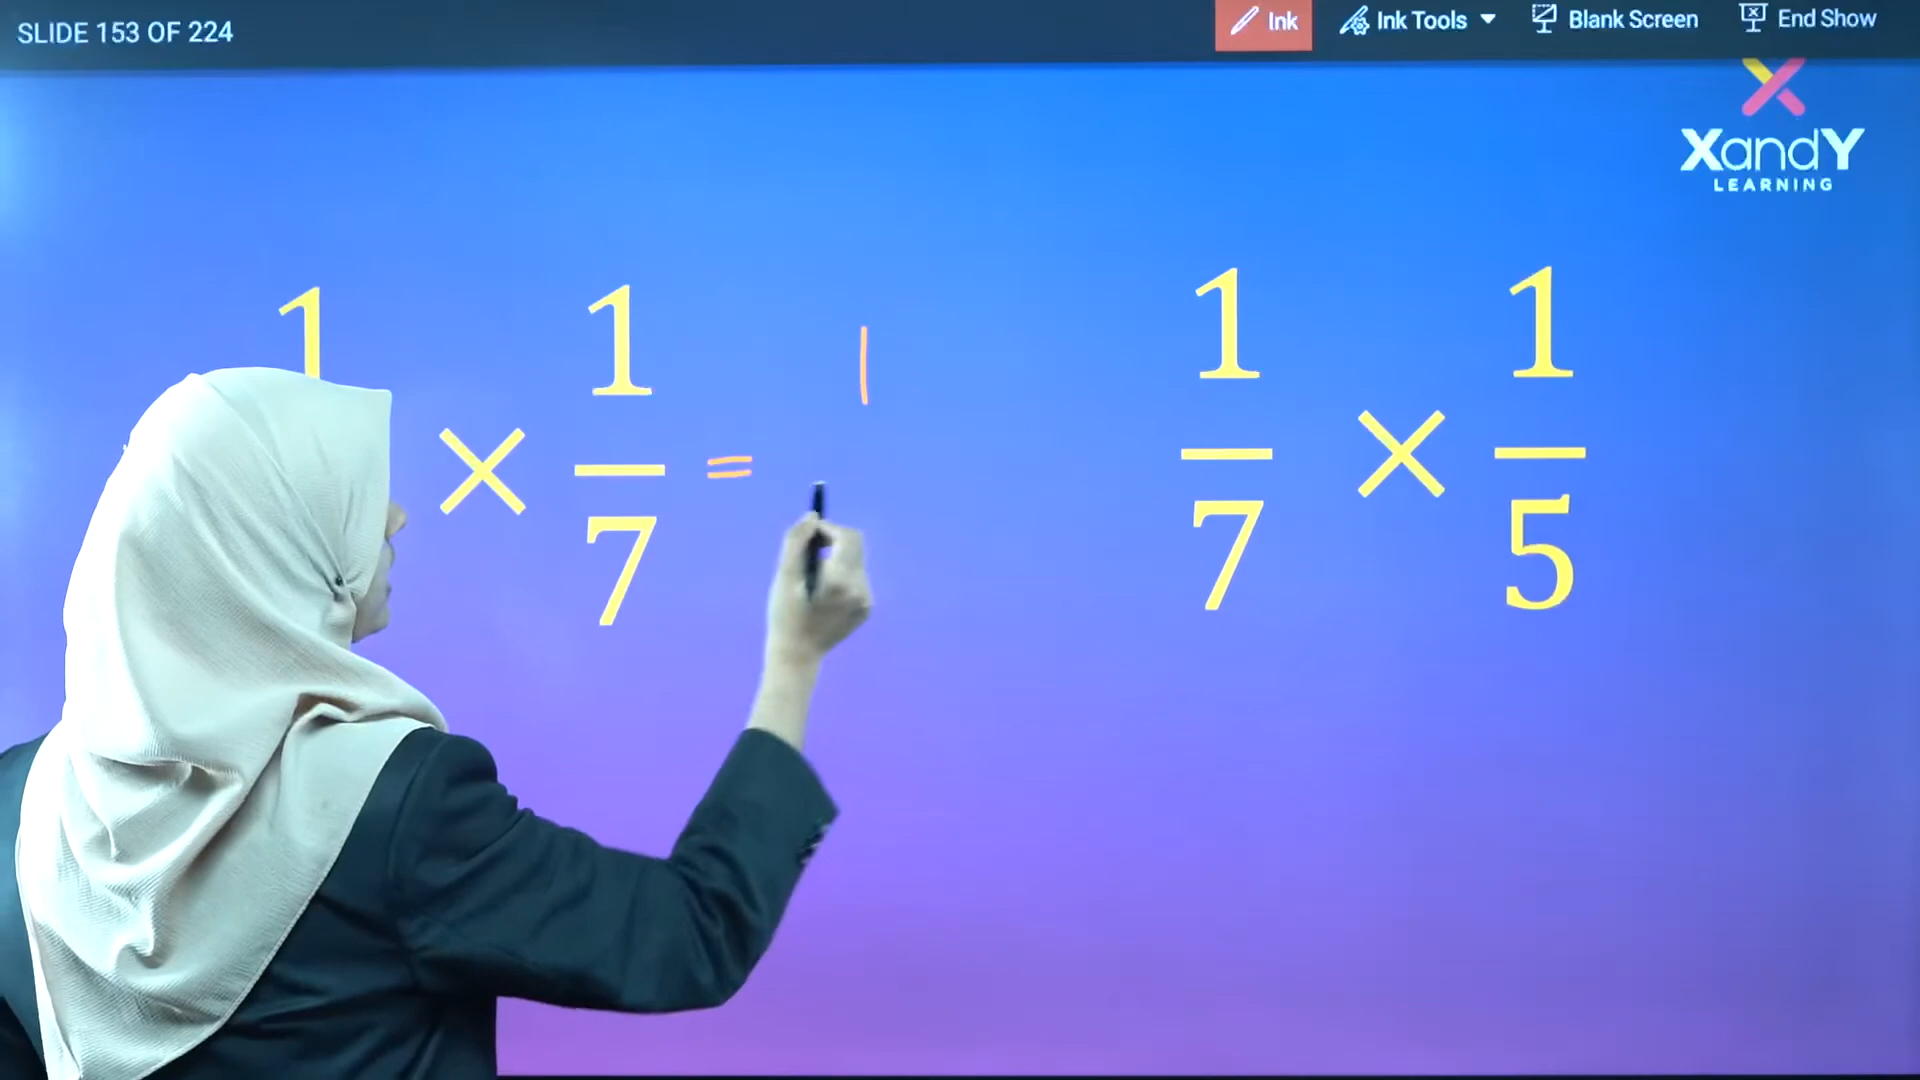 SLIDE 153 OF 224
Ink
Ink Tools
Blank Screen
End Show
XandY
LEARNING
1 1
× — =
7
1
1 1
— × —
7 5